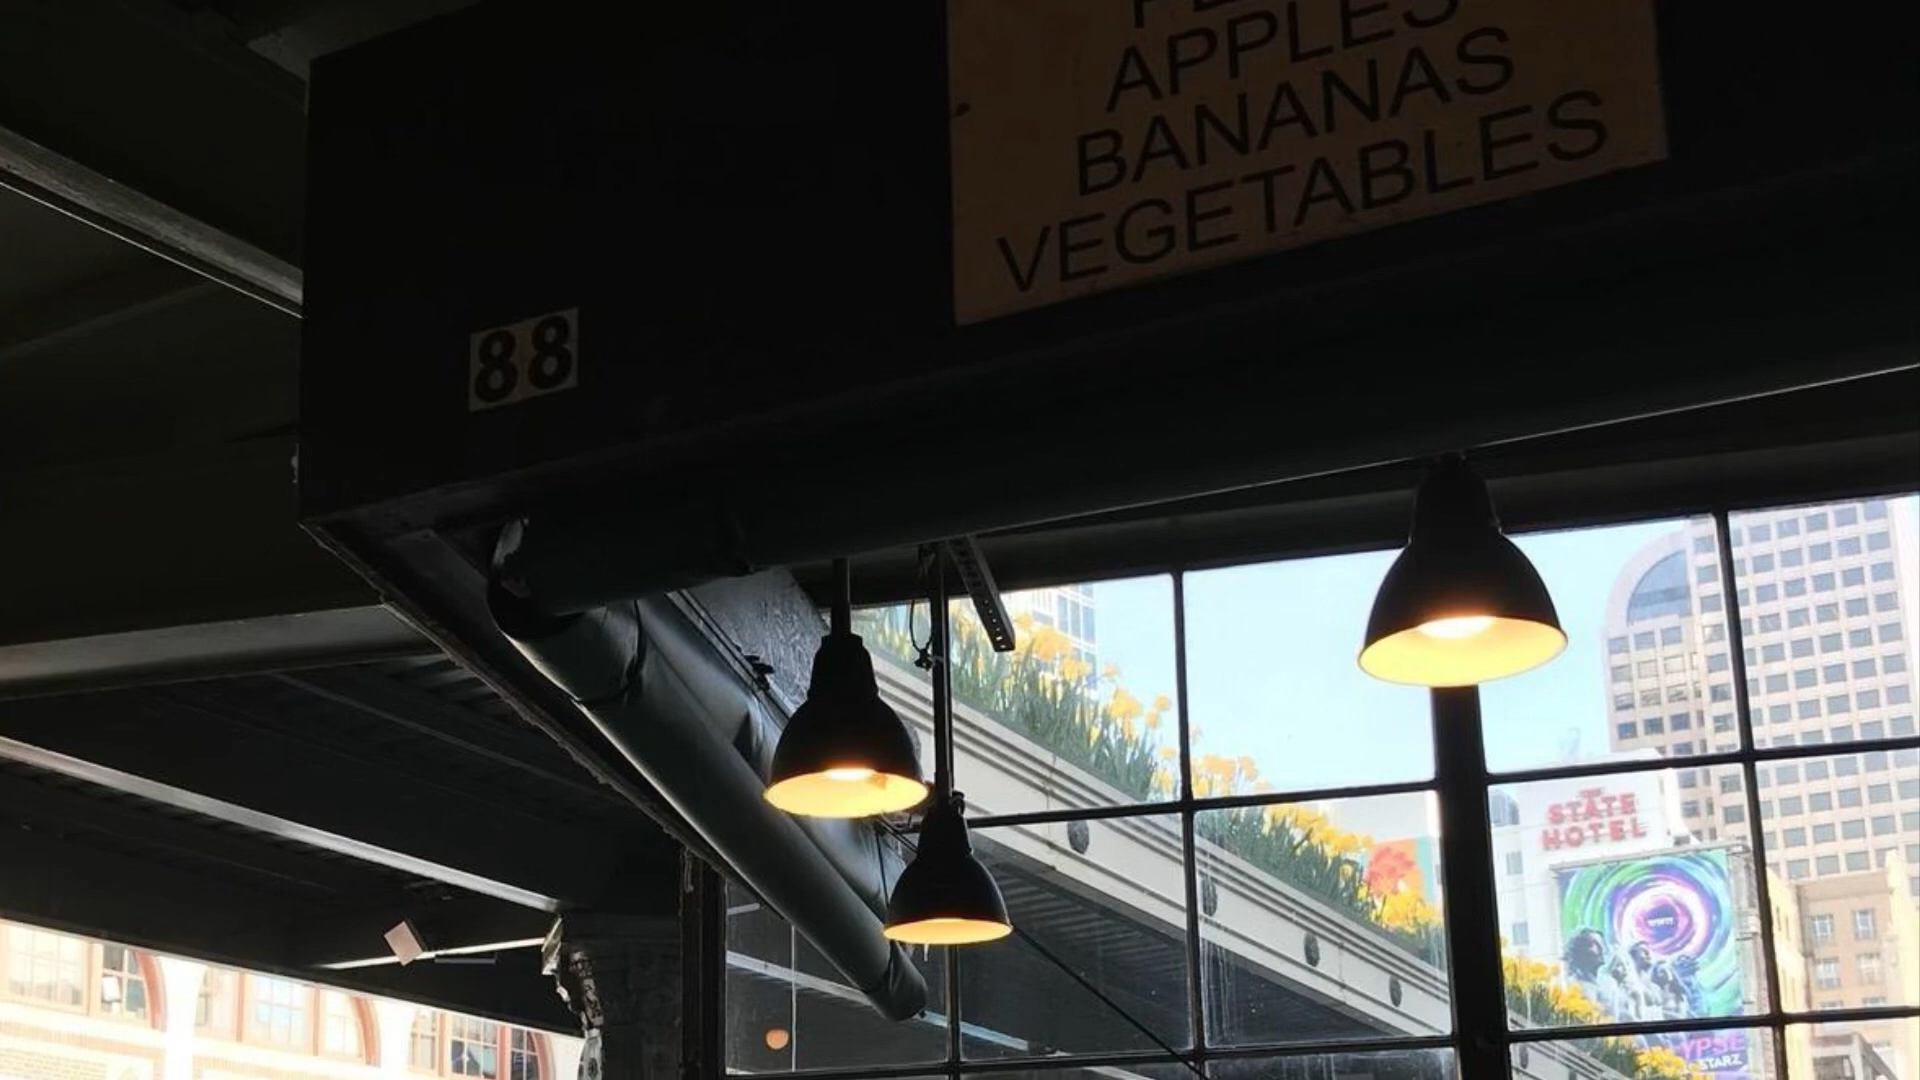 APPLES
BANANAS
VEGETABLES
88
STATE
HOTEL
STARZ